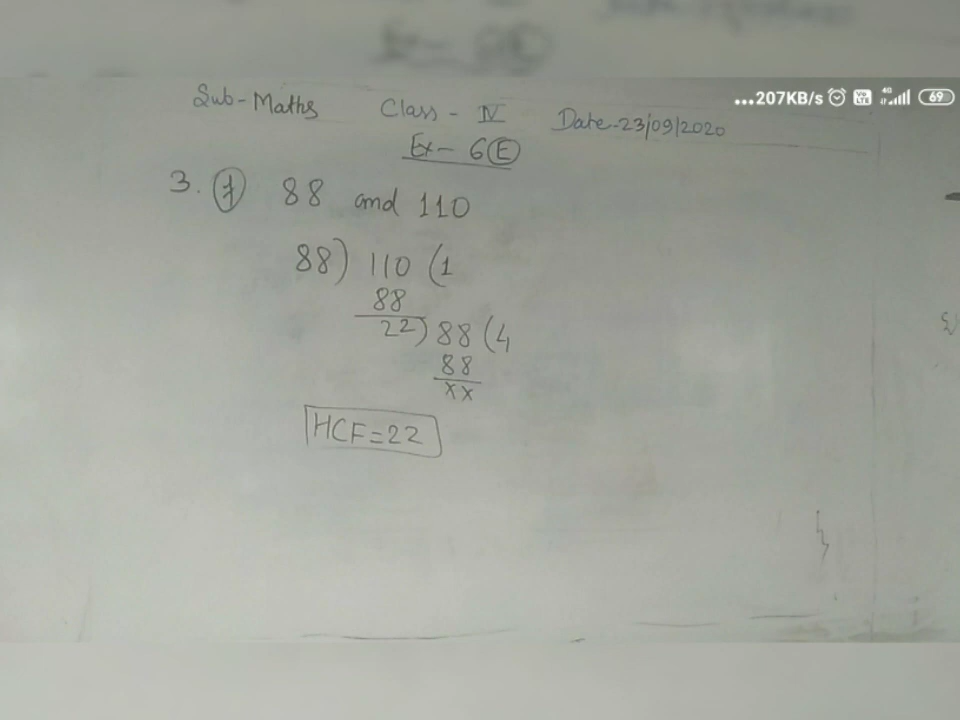 ...207KB/s 4G 69
Sub-Maths Class - IV Date-23/09/2020
Ex- 6(E)
3. (f) 88 and 110
88) 110 (1
88
22) 88 (4
88
x x
HCF=22